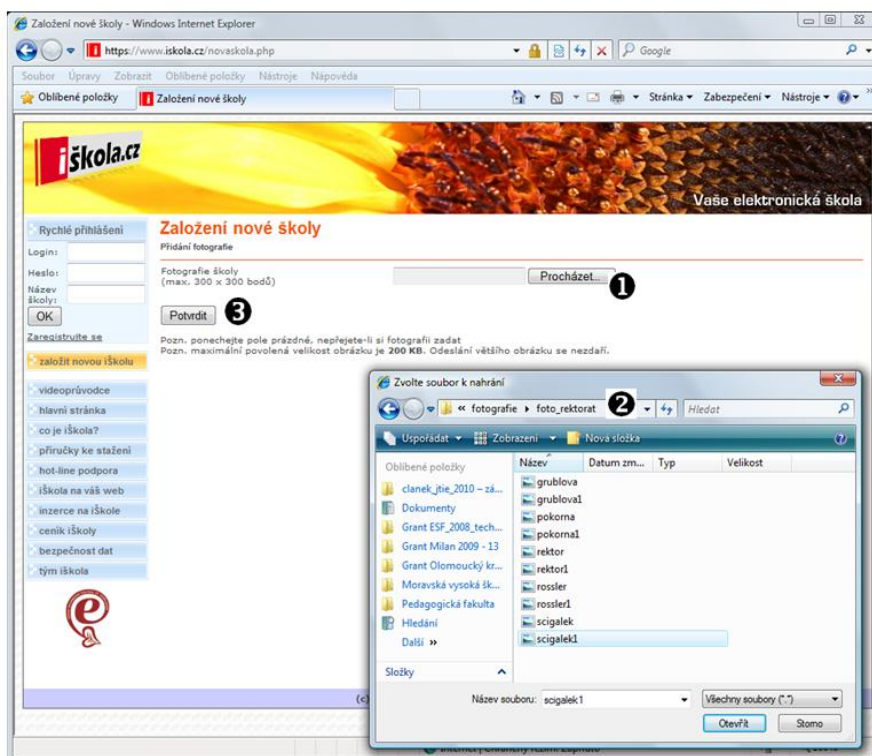 Založení nové školy - Windows Internet Explorer
https://www.iskola.cz/novaskola.php
Google
Soubor Úpravy Zobrazit Oblíbené položky Nástroje Nápověda
Oblíbené položky Založení nové školy Stránka Zabezpečení Nástroje
iškola.cz
Vaše elektronická škola
Rychlé přihlášení
Login:
Heslo:
Název školy:
OK
Zaregistrujte se
založit novou iŠkolu
videoprůvodce
hlavní stránka
co je iŠkola?
příručky ke stažení
hot-line podpora
iŠkola na váš web
inzerce na iŠkole
ceník iŠkoly
bezpečnost dat
tým iškola
Založení nové školy
Přidání fotografie
Fotografie školy
(max. 300 x 300 bodů)
Procházet...
1
Potvrdit
3
Pozn. ponechejte pole prázdné, nepřejete-li si fotografii zadat
Pozn. maximální povolená velikost obrázku je 200 KB. Odeslání většího obrázku se nezdaří.
(c)
Zvolte soubor k nahrání
« fotografie foto_rektorat
2
Hledat
Uspořádat Zobrazení Nová složka
Oblíbené položky
clanek_jtie_2010 – zá...
Dokumenty
Grant ESF_2008_tech...
Grant Milan 2009 - 13
Grant Olomoucký kr...
Moravská vysoká šk...
Pedagogická fakulta
Hledání
Další »
Složky
Název Datum zm... Typ Velikost
grublova
grublova1
pokorna
pokorna1
rektor
rektor1
rossler
rossler1
scigalek
scigalek1
Název souboru: scigalek1 Všechny soubory (*.*)
Otevřít Storno